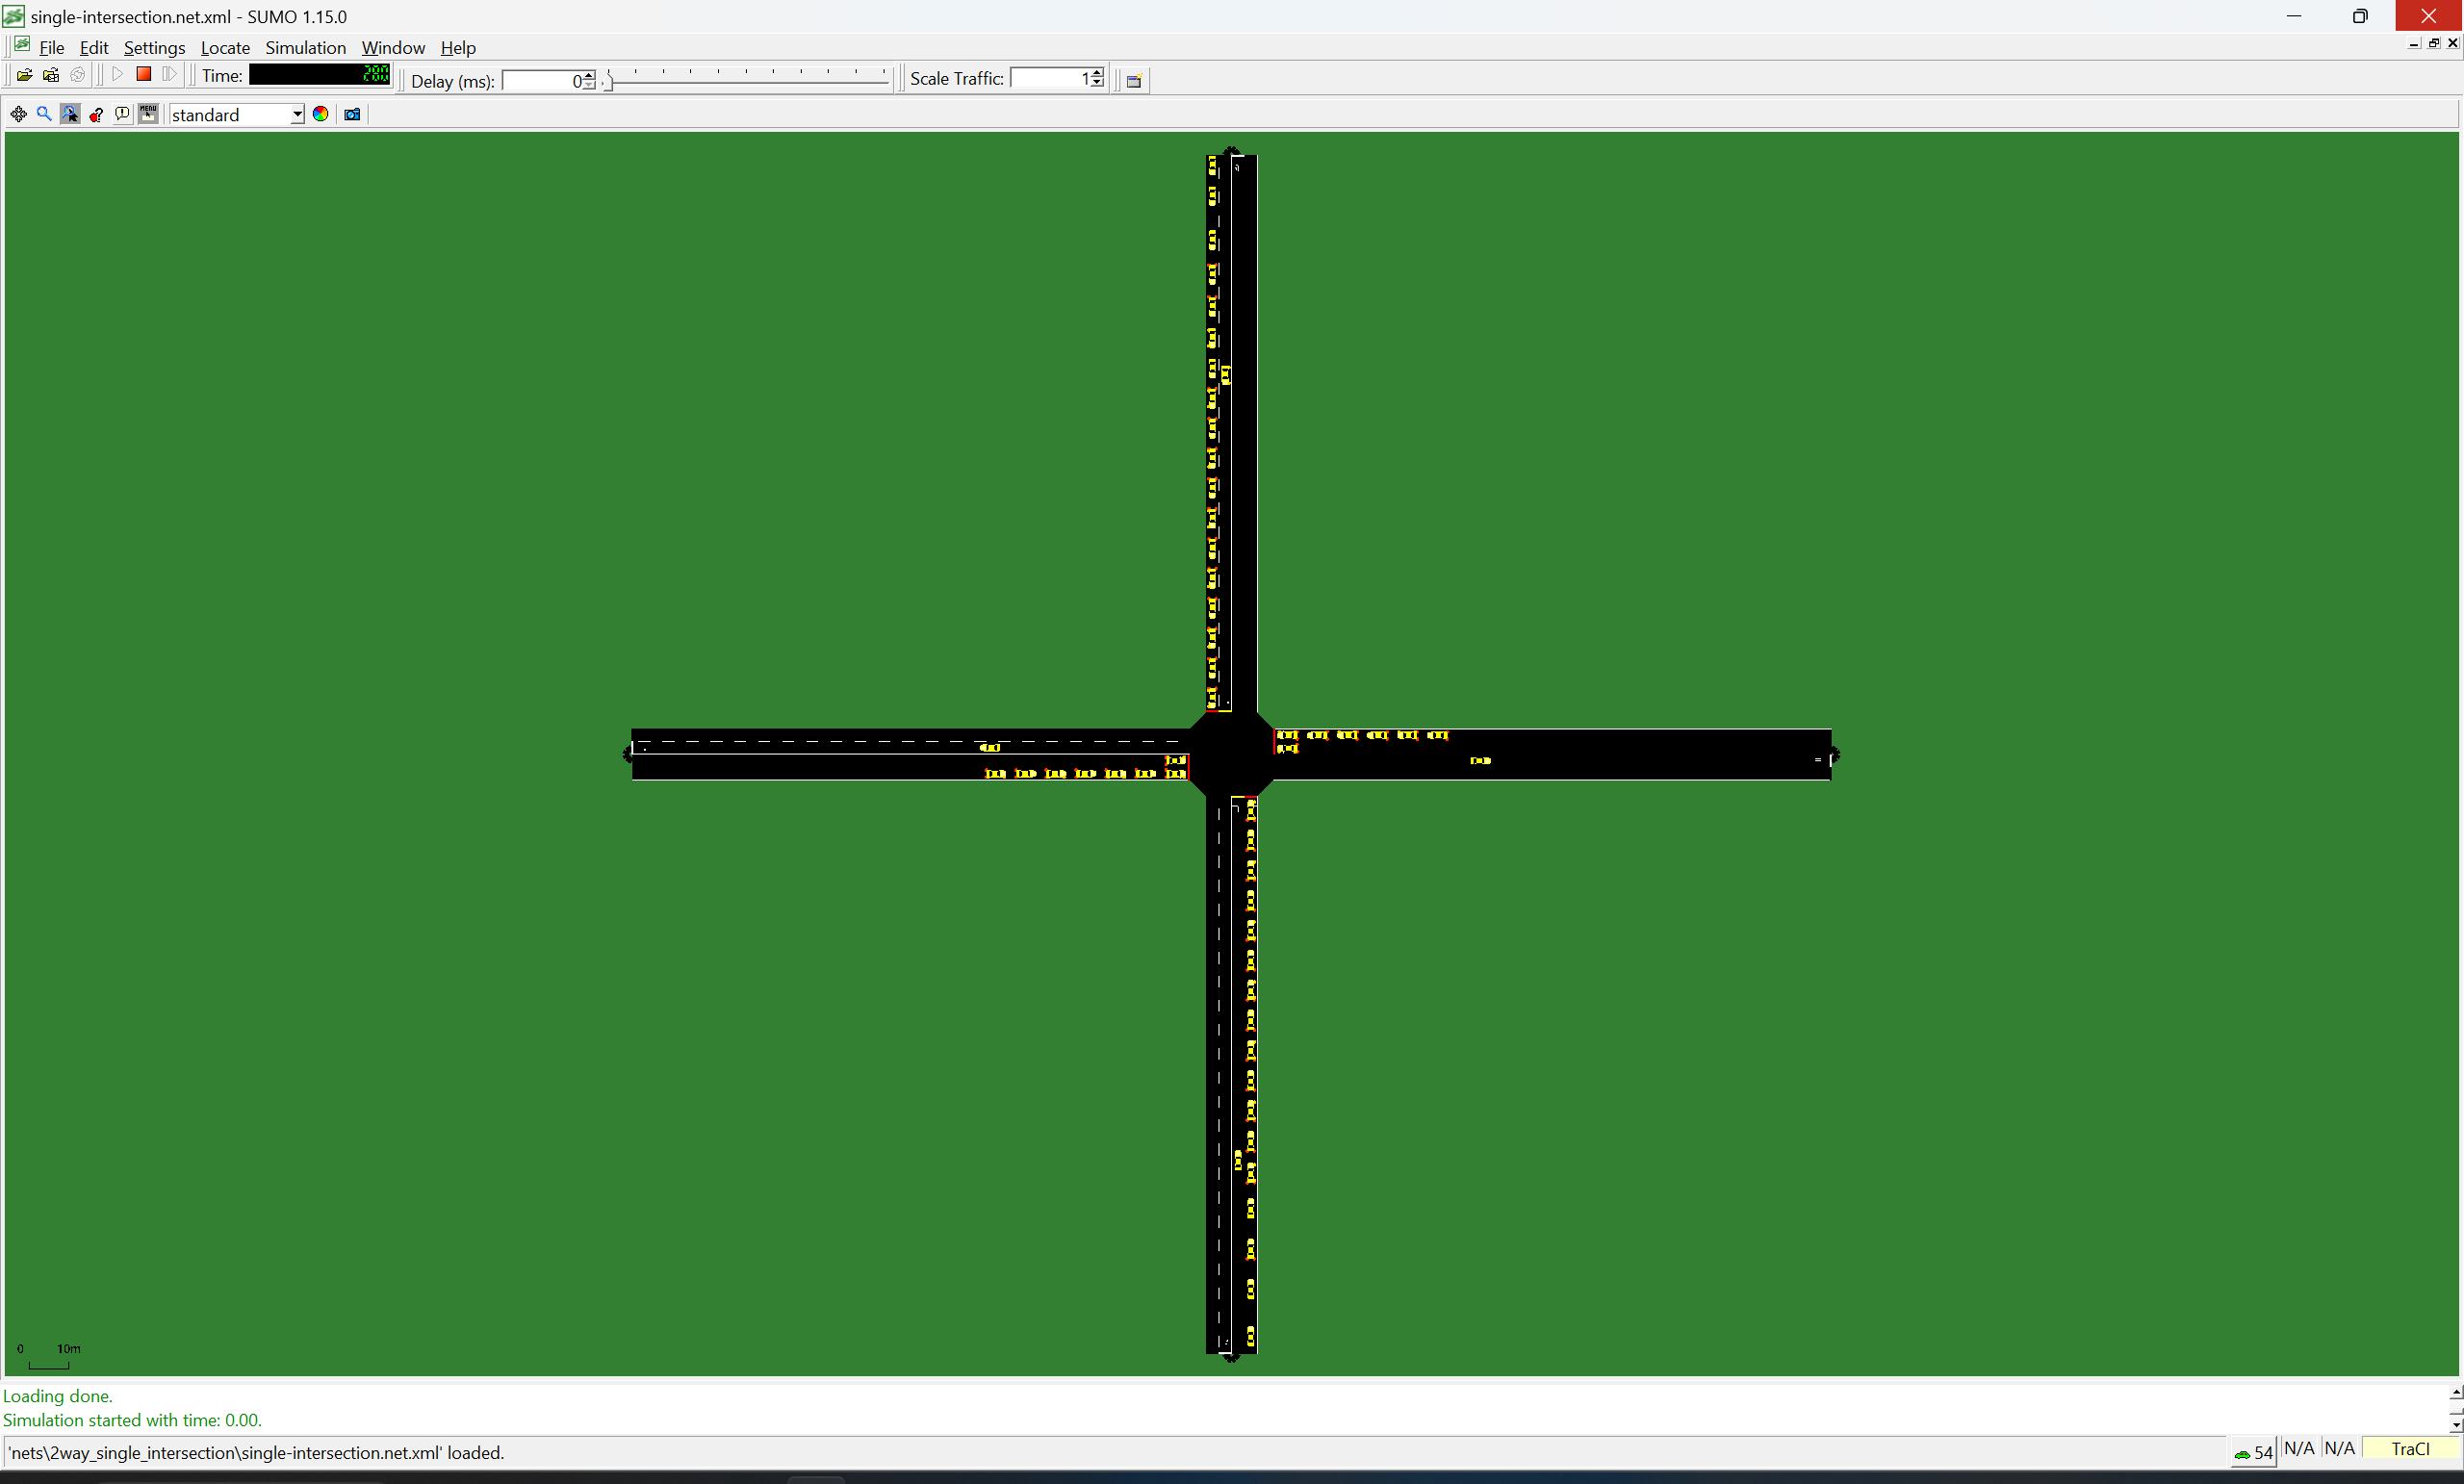 single-intersection.net.xml - SUMO 1.15.0
File Edit Settings Locate Simulation Window Help
Time: 280 Delay (ms): 0 Scale Traffic: 1
MENU standard
0 10m
Loading done.
Simulation started with time: 0.00.
'nets\2way_single_intersection\single-intersection.net.xml' loaded. 54 N/A N/A TraCI